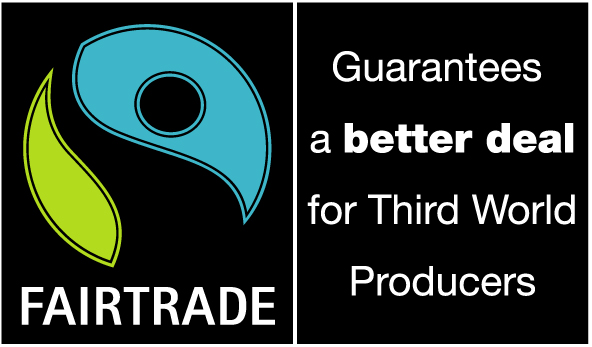 FAIRTRADE
Guarantees
a better deal
for Third World
Producers